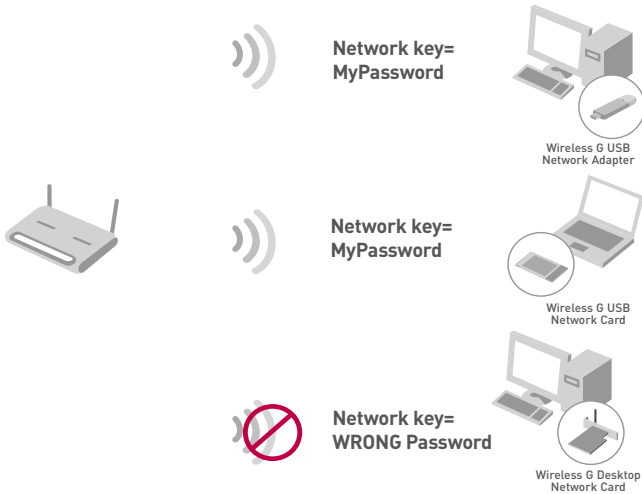 Network key=
MyPassword
Wireless G USB
Network Adapter
Network key=
MyPassword
Wireless G USB
Network Card
Network key=
WRONG Password
Wireless G Desktop
Network Card